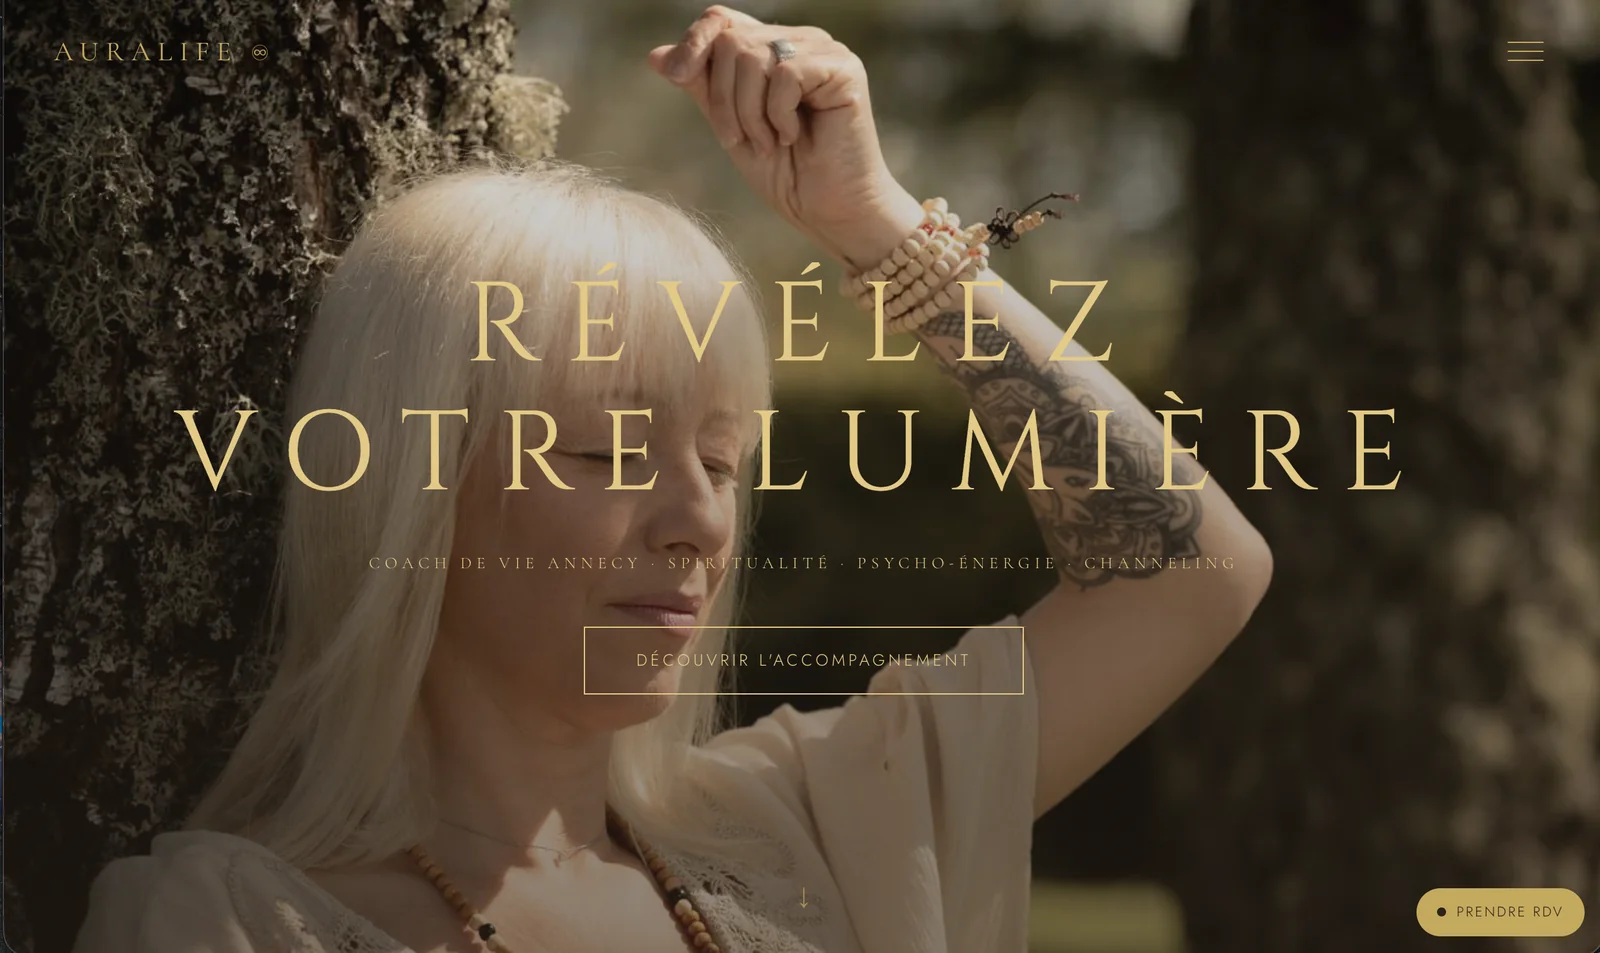 AURALIFE ♾
RÉVÉLEZ
VOTRE LUMIÈRE
COACH DE VIE ANNECY · SPIRITUALITÉ · PSYCHO-ÉNERGIE · CHANNELING
DÉCOUVRIR L'ACCOMPAGNEMENT
↓
PRENDRE RDV